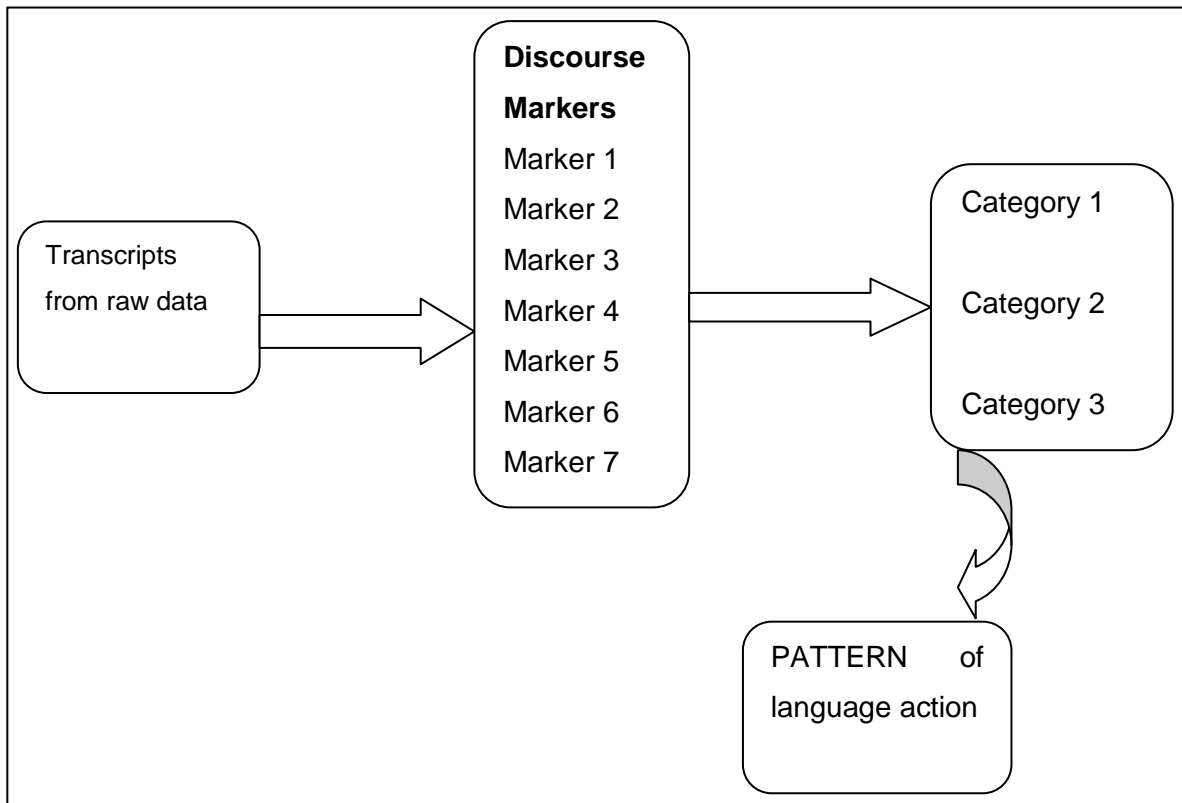 Transcripts
from raw data
Discourse
Markers
Marker 1
Marker 2
Marker 3
Marker 4
Marker 5
Marker 6
Marker 7
Category 1
Category 2
Category 3
PATTERN of
language action